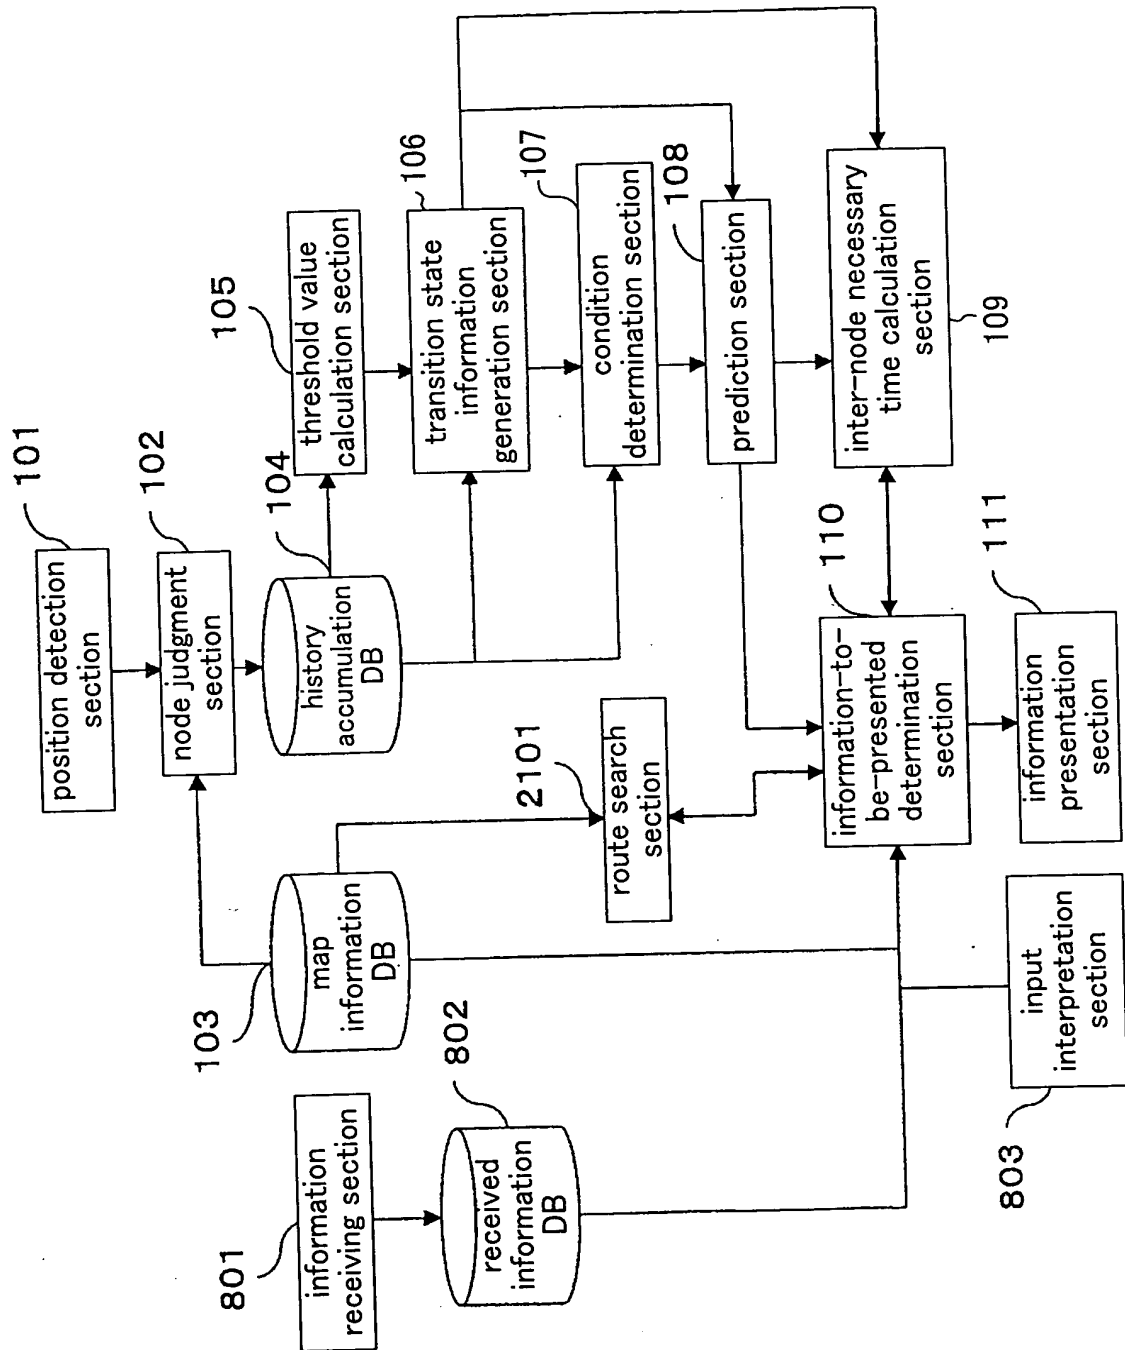 101
position detection
section
102
node judgment
section
104
history
accumulation
DB
105
threshold value
calculation section
106
transition state
information
generation section
107
condition
determination section
108
prediction section
inter-node necessary
time calculation
section
109
103
map
information
DB
2101
route search
section
110
information-to-
be-presented
determination
section
111
information
presentation
section
801
information
receiving section
802
received
information
DB
803
input
interpretation
section